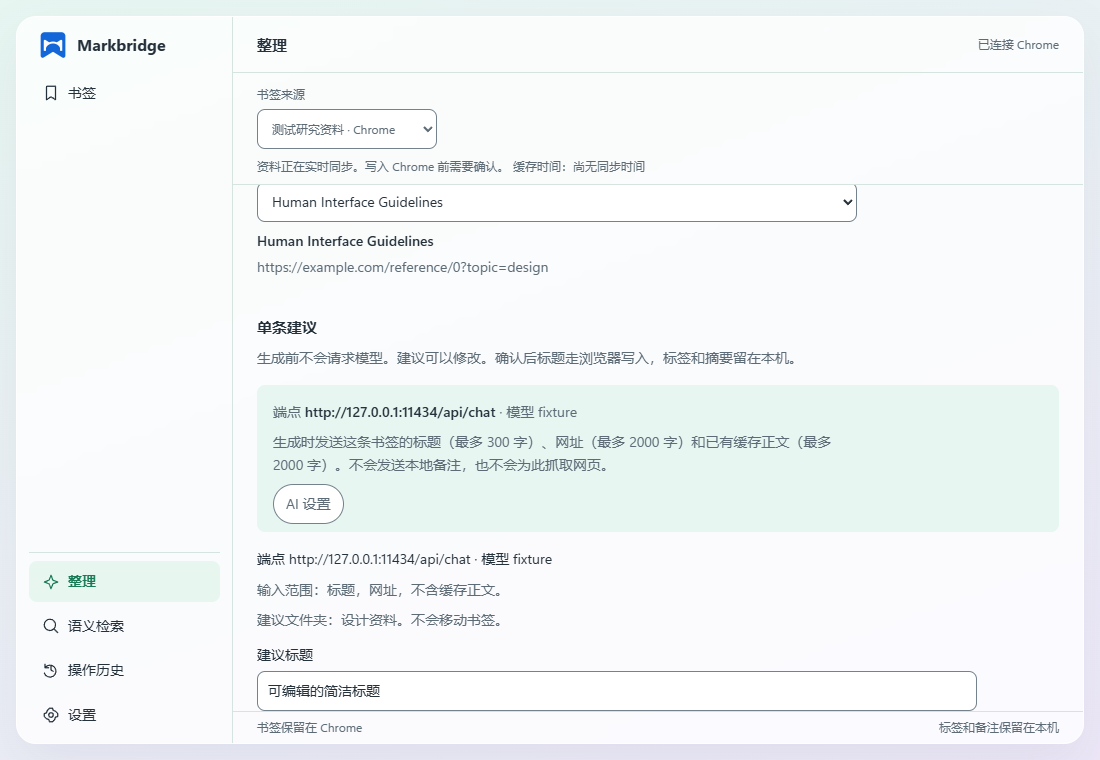 Markbridge
书签
整理
语义检索
操作历史
设置
整理
已连接 Chrome
书签来源
测试研究资料 · Chrome
资料正在实时同步。写入 Chrome 前需要确认。 缓存时间：尚无同步时间
Human Interface Guidelines
Human Interface Guidelines
https://example.com/reference/0?topic=design
单条建议
生成前不会请求模型。建议可以修改。确认后标题走浏览器写入，标签和摘要留在本机。
端点 http://127.0.0.1:11434/api/chat · 模型 fixture
生成时发送这条书签的标题（最多 300 字）、网址（最多 2000 字）和已有缓存正文（最多
2000 字）。不会发送本地备注，也不会为此抓取网页。
AI 设置
端点 http://127.0.0.1:11434/api/chat · 模型 fixture
输入范围：标题，网址，不含缓存正文。
建议文件夹：设计资料。不会移动书签。
建议标题
可编辑的简洁标题
书签保留在 Chrome
标签和备注保留在本机